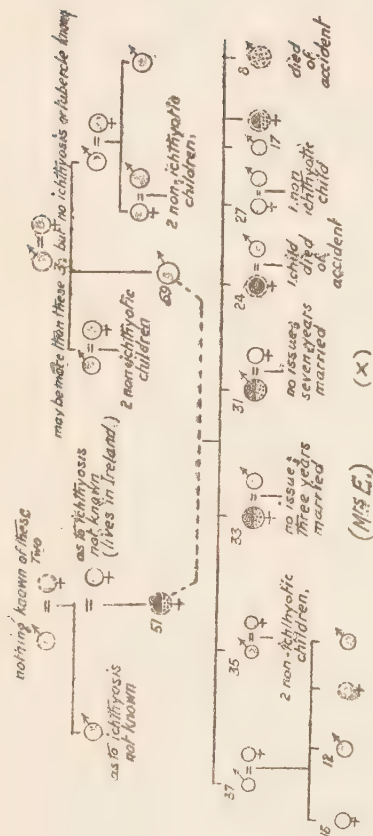 nothing known of these
Two
may be more than these 3, but no ichthyosis or tubercle known
as to ichthyosis
not known
as to ichthyosis
not known
(lives in Ireland.)
2 non-ichthyotic
children
2 non-ichthyotic
children,
51
69
37
35
33
31
24
27
17
8
2 non-ichthyotic
children,
no issue,
three years
married
no issue,
seven years
married
1. child
died
of
accident
1. non
ichthyotic
child
died
of
accident
16
12
(Mrs E.)
(X)